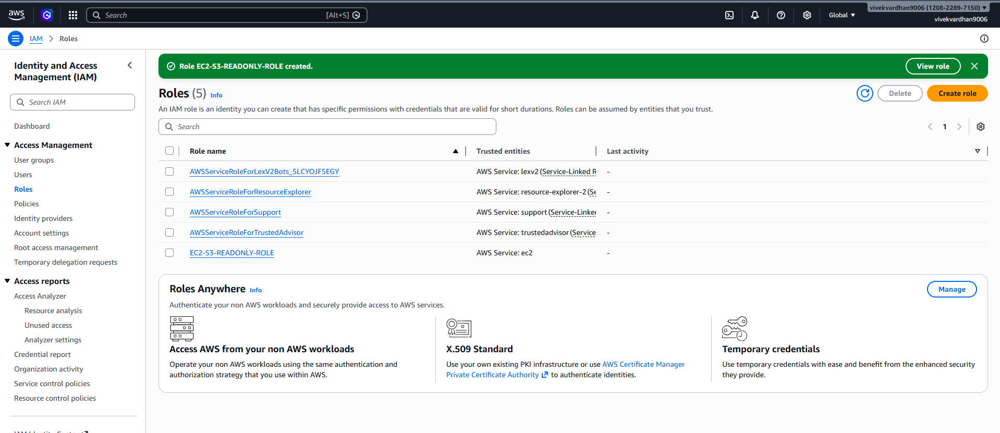 aws
Search
[Alt+S]
Global
vivekvardhan9006 (1208-2289-7150)
vivekvardhan9006
IAM
Roles
Identity and Access
Management (IAM)
Search IAM
Dashboard
Access Management
User groups
Users
Roles
Policies
Identity providers
Account settings
Root access management
Temporary delegation requests
Access reports
Access Analyzer
Resource analysis
Unused access
Analyzer settings
Credential report
Organization activity
Service control policies
Resource control policies
Role EC2-S3-READONLY-ROLE created.
View role
Roles (5) Info
Delete
Create role
An IAM role is an identity you can create that has specific permissions with credentials that are valid for short durations. Roles can be assumed by entities that you trust.
Search
1
Role name Trusted entities Last activity
AWSServiceRoleForLexV2Bots_5LCYOJF5EGY AWS Service: lexv2 (Service-Linked R -
AWSServiceRoleForResourceExplorer AWS Service: resource-explorer-2 (Se -
AWSServiceRoleForSupport AWS Service: support (Service-Linked -
AWSServiceRoleForTrustedAdvisor AWS Service: trustedadvisor (Service -
EC2-S3-READONLY-ROLE AWS Service: ec2 -
Roles Anywhere Info
Manage
Authenticate your non AWS workloads and securely provide access to AWS services.
Access AWS from your non AWS workloads
Operate your non AWS workloads using the same authentication and
authorization strategy that you use within AWS.
X.509 Standard
Use your own existing PKI infrastructure or use AWS Certificate Manager
Private Certificate Authority to authenticate identities.
Temporary credentials
Use temporary credentials with ease and benefit from the enhanced security
they provide.